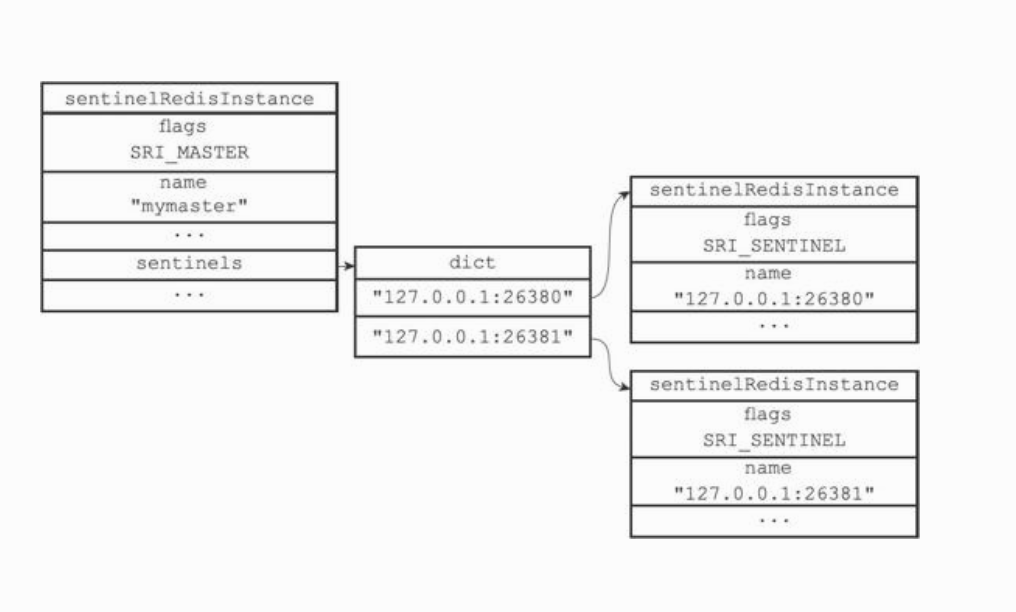 sentinelRedisInstance
flags
SRI_MASTER
name
"mymaster"
...
sentinels
...
dict
"127.0.0.1:26380"
"127.0.0.1:26381"
sentinelRedisInstance
flags
SRI_SENTINEL
name
"127.0.0.1:26380"
...
sentinelRedisInstance
flags
SRI_SENTINEL
name
"127.0.0.1:26381"
...